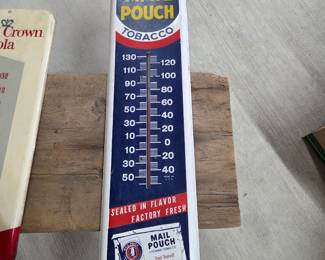 Crown
ola
POUCH
TOBACCO
130 120
110 100
90 80
70 60
50 40
30 20
10 0
10 20
30 40
50
SEALED IN FLAVOR
FACTORY FRESH
MAIL
POUCH